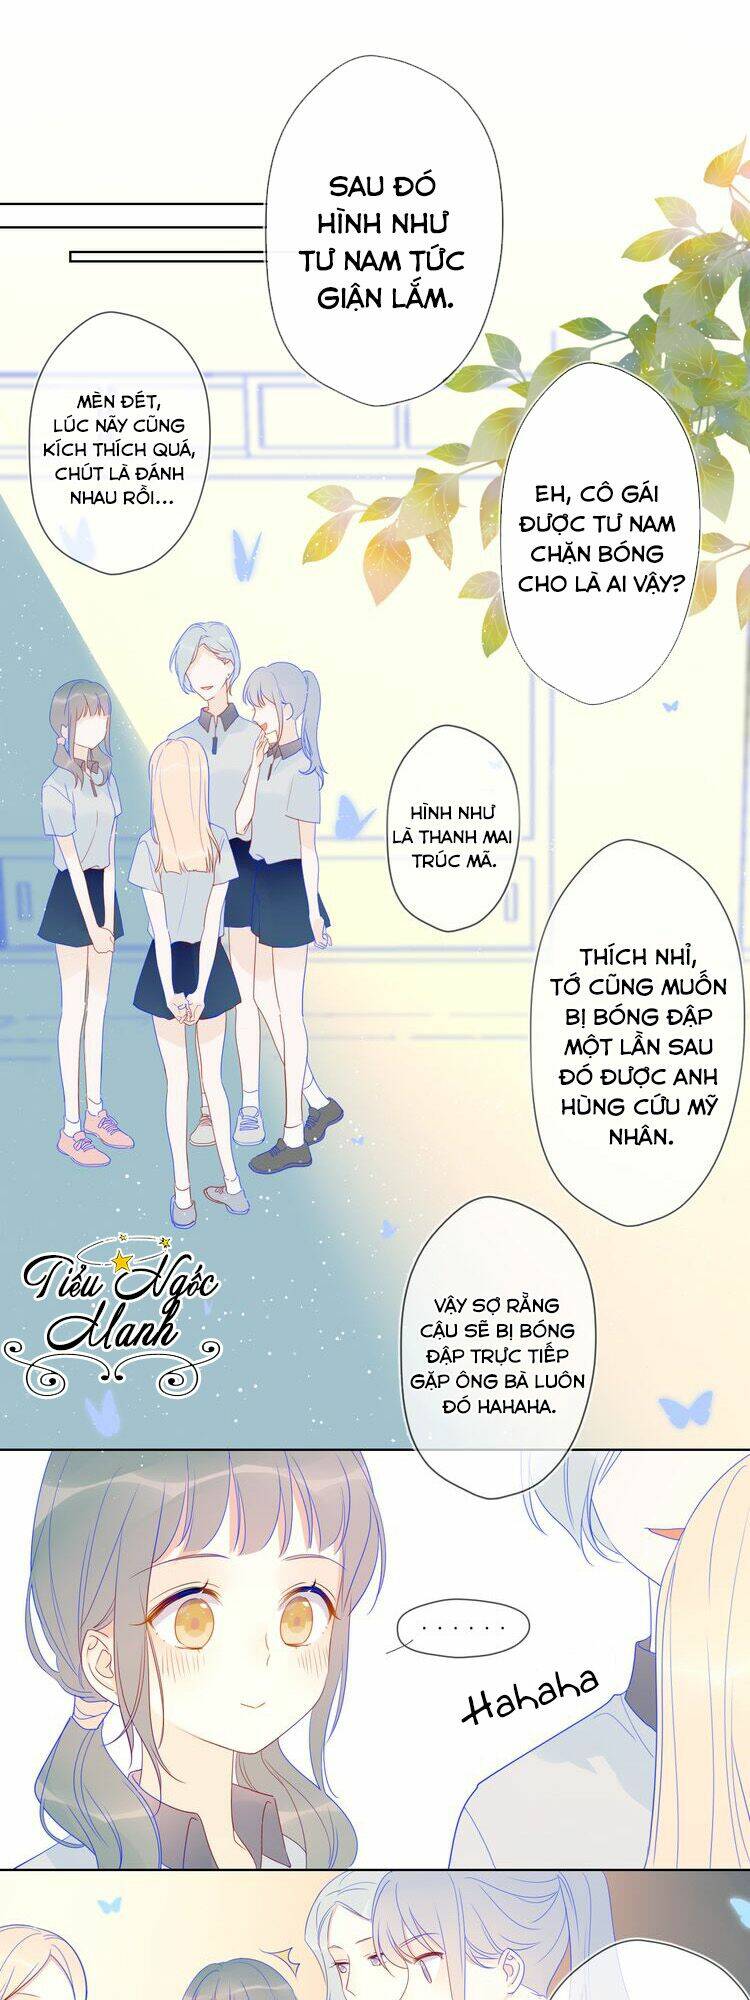 SAU ĐÓ
HÌNH NHƯ
TƯ NAM TỨC
GIẬN LẮM.
MÈN ĐÉT,
LÚC NÃY CŨNG
KÍCH THÍCH QUÁ,
CHÚT LÀ ĐÁNH
NHAU RỒI...
EH, CÔ GÁI
ĐƯỢC TƯ NAM
CHẶN BÓNG
CHO LÀ AI VẬY?
HÌNH NHƯ
LÀ THANH MAI
TRÚC MÃ.
THÍCH NHỈ,
TỚ CŨNG MUỐN
BỊ BÓNG ĐẬP
MỘT LẦN SAU
ĐÓ ĐƯỢC ANH
HÙNG CỨU MỸ
NHÂN.
Tiểu Ngốc
Manh
VẬY SỢ RẰNG
CẬU SẼ BỊ BÓNG
ĐẬP TRỰC TIẾP
GẶP ÔNG BÀ LUÔN
ĐÓ HAHAHA.
......
Hahaha